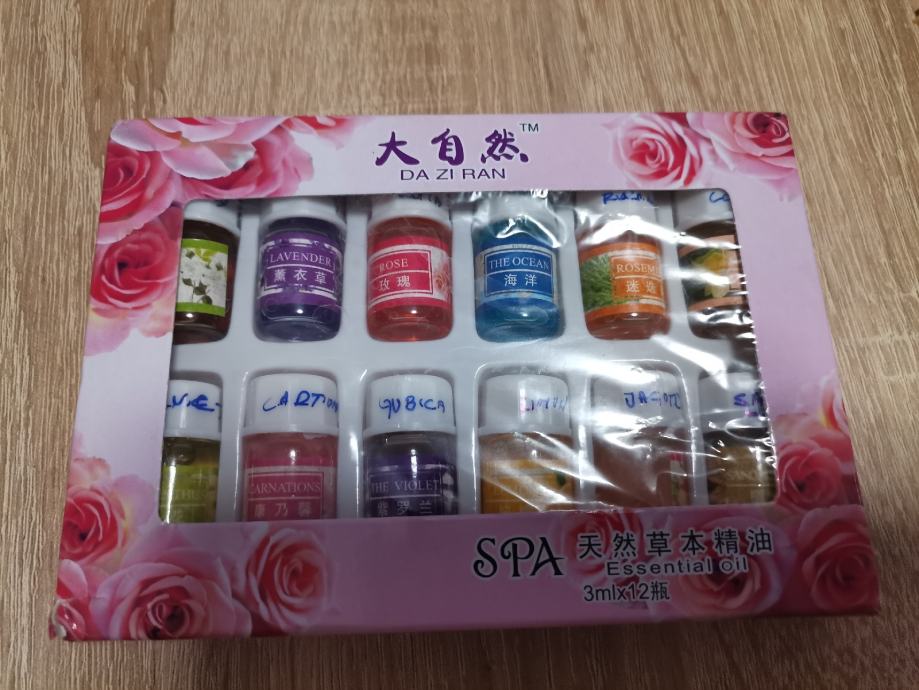 大自然™
DA ZI RAN
LAVENDER
薰衣草
ROSE
玫瑰
THE OCEAN
海洋
ROSEM
迷迭
CARTION
QUBICA
CARNATIONS
康乃馨
THE VIOLET
紫罗兰
SPA 天然草本精油
Essential oil
3mlx12瓶